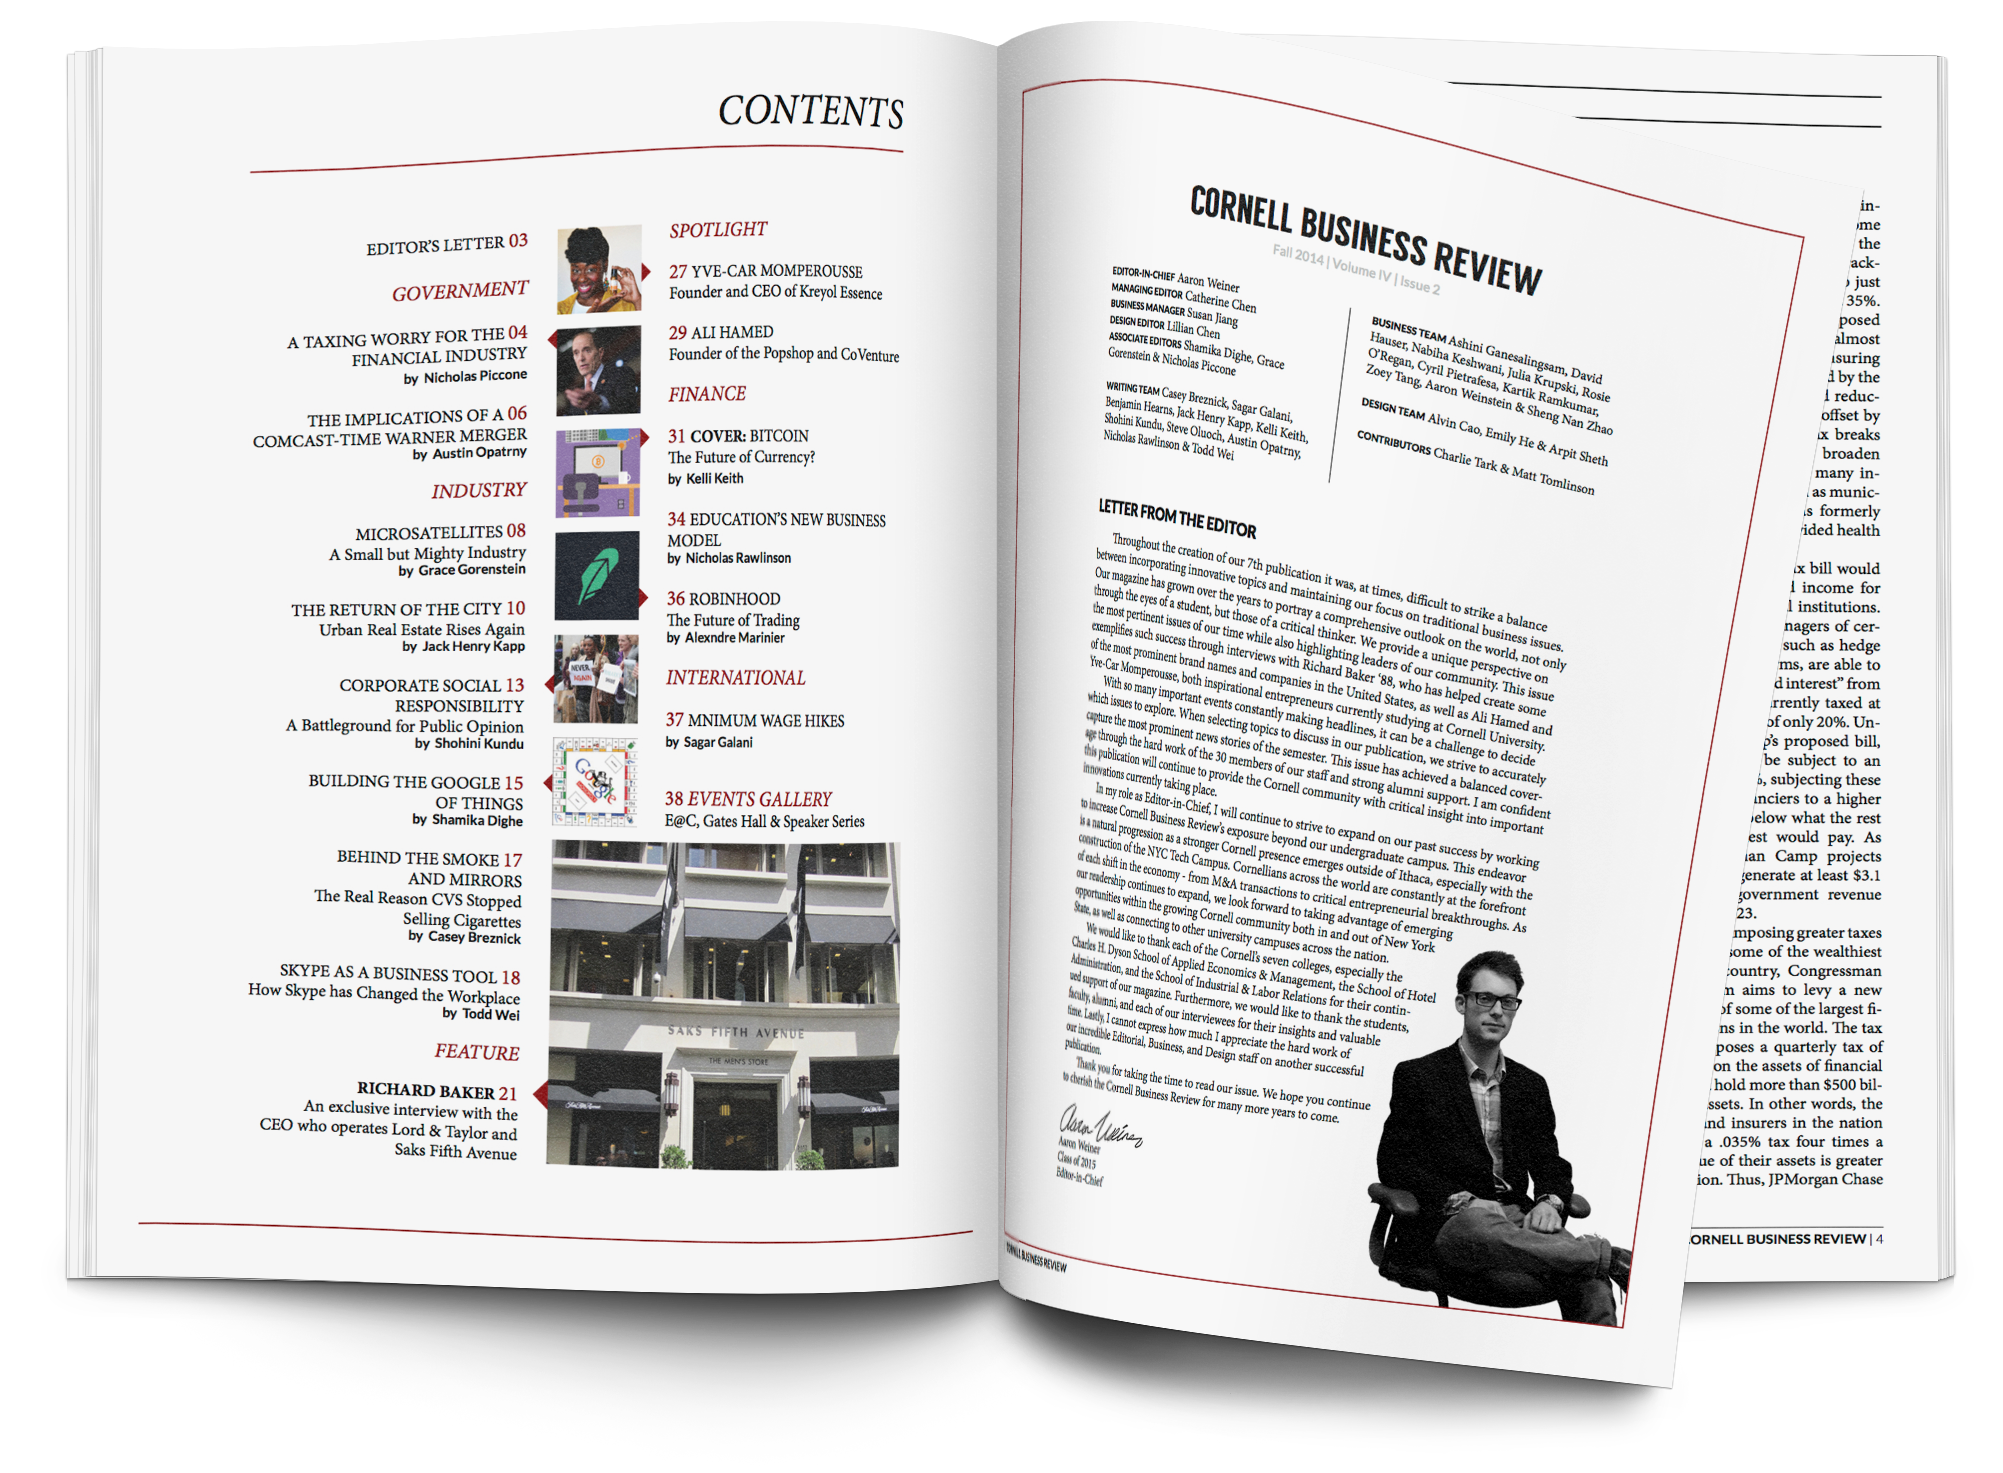 CONTENTS
EDITOR'S LETTER 03
GOVERNMENT
A TAXING WORRY FOR THE 04
FINANCIAL INDUSTRY
by Nicholas Piccone
THE IMPLICATIONS OF A 06
COMCAST-TIME WARNER MERGER
by Austin Opatrny
INDUSTRY
MICROSATELLITES 08
A Small but Mighty Industry
by Grace Gorenstein
THE RETURN OF THE CITY 10
Urban Real Estate Rises Again
by Jack Henry Kapp
CORPORATE SOCIAL 13
RESPONSIBILITY
A Battleground for Public Opinion
by Shohini Kundu
BUILDING THE GOOGLE 15
OF THINGS
by Shamika Dighe
BEHIND THE SMOKE 17
AND MIRRORS
The Real Reason CVS Stopped
Selling Cigarettes
by Casey Breznick
SKYPE AS A BUSINESS TOOL 18
How Skype has Changed the Workplace
by Todd Wei
FEATURE
RICHARD BAKER 21
An exclusive interview with the
CEO who operates Lord & Taylor and
Saks Fifth Avenue
SPOTLIGHT
27 YVE-CAR MOMPEROUSSE
Founder and CEO of Kreyol Essence
29 ALI HAMED
Founder of the Popshop and CoVenture
FINANCE
31 COVER: BITCOIN
The Future of Currency?
by Kelli Keith
34 EDUCATION'S NEW BUSINESS
MODEL
by Nicholas Rawlinson
36 ROBINHOOD
The Future of Trading
by Alexndre Marinier
INTERNATIONAL
37 MNIMUM WAGE HIKES
by Sagar Galani
38 EVENTS GALLERY
E@C, Gates Hall & Speaker Series
NEVER
AGAIN
Google
SAKS FIFTH AVENUE
THE MEN'S STORE
CORNELL BUSINESS REVIEW
Fall 2014 | Volume IV | Issue 2
EDITOR-IN-CHIEF Aaron Weiner
MANAGING EDITOR Catherine Chen
BUSINESS MANAGER Susan Jiang
DESIGN EDITOR Lillian Chen
ASSOCIATE EDITORS Shamika Dighe, Grace
Gorenstein & Nicholas Piccone
WRITING TEAM Casey Breznick, Sagar Galani,
Benjamin Hearns, Jack Henry Kapp, Kelli Keith,
Shohini Kundu, Steve Oluoch, Austin Opatrny,
Nicholas Rawlinson & Todd Wei
BUSINESS TEAM Ashini Ganesalingsam, David
Hauser, Nabiha Keshwani, Julia Krupski, Rosie
O'Regan, Cyril Pietrafesa, Kartik Ramkumar,
Zoey Tang, Aaron Weinstein & Sheng Nan Zhao
DESIGN TEAM Alvin Cao, Emily He & Arpit Sheth
CONTRIBUTORS Charlie Tark & Matt Tomlinson
LETTER FROM THE EDITOR
Throughout the creation of our 7th publication it was, at times, difficult to strike a balance
between incorporating innovative topics and maintaining our focus on traditional business issues.
Our magazine has grown over the years to portray a comprehensive outlook on the world, not only
through the eyes of a student, but those of a critical thinker. We provide a unique perspective on
the most pertinent issues of our time while also highlighting leaders of our community. This issue
exemplifies such success through interviews with Richard Baker '88, who has helped create some
of the most prominent brand names and companies in the United States, as well as Ali Hamed and
Yve-Car Momperousse, both inspirational entrepreneurs currently studying at Cornell University.
With so many important events constantly making headlines, it can be a challenge to decide
which issues to explore. When selecting topics to discuss in our publication, we strive to accurately
capture the most prominent news stories of the semester. This issue has achieved a balanced cover-
age through the hard work of the 30 members of our staff and strong alumni support. I am confident
this publication will continue to provide the Cornell community with critical insight into important
innovations currently taking place.
In my role as Editor-in-Chief, I will continue to strive to expand on our past success by working
to increase Cornell Business Review's exposure beyond our undergraduate campus. This endeavor
is a natural progression as a stronger Cornell presence emerges outside of Ithaca, especially with the
construction of the NYC Tech Campus. Cornellians across the world are constantly at the forefront
of each shift in the economy - from M&A transactions to critical entrepreneurial breakthroughs. As
our readership continues to expand, we look forward to taking advantage of emerging
opportunities within the growing Cornell community both in and out of New York
State, as well as connecting to other university campuses across the nation.
We would like to thank each of the Cornell's seven colleges, especially the
Charles H. Dyson School of Applied Economics & Management, the School of Hotel
Administration, and the School of Industrial & Labor Relations for their contin-
ued support of our magazine. Furthermore, we would like to thank the students,
faculty, alumni, and each of our interviewees for their insights and valuable
time. Lastly, I cannot express how much I appreciate the hard work of
our incredible Editorial, Business, and Design staff on another successful
publication.
Thank you for taking the time to read our issue. We hope you continue
to cherish the Cornell Business Review for many more years to come.
Aaron Weiner
Aaron Weiner
Class of 2015
Editor-in-Chief
CORNELL BUSINESS REVIEW
in-
ome
the
ack-
just
35%.
posed
almost
nsuring
d by the
l reduc-
offset by
x breaks
broaden
many in-
as munic-
s formerly
vided health
x bill would
l income for
l institutions.
nagers of cer-
such as hedge
ms, are able to
d interest" from
rrently taxed at
of only 20%. Un-
p's proposed bill,
be subject to an
%, subjecting these
nciers to a higher
below what the rest
est would pay. As
an Camp projects
generate at least $3.1
government revenue
23.
mposing greater taxes
some of the wealthiest
country, Congressman
n aims to levy a new
of some of the largest fi-
ns in the world. The tax
poses a quarterly tax of
on the assets of financial
hold more than $500 bil-
ssets. In other words, the
nd insurers in the nation
a .035% tax four times a
ue of their assets is greater
ion. Thus, JPMorgan Chase
ORNELL BUSINESS REVIEW | 4